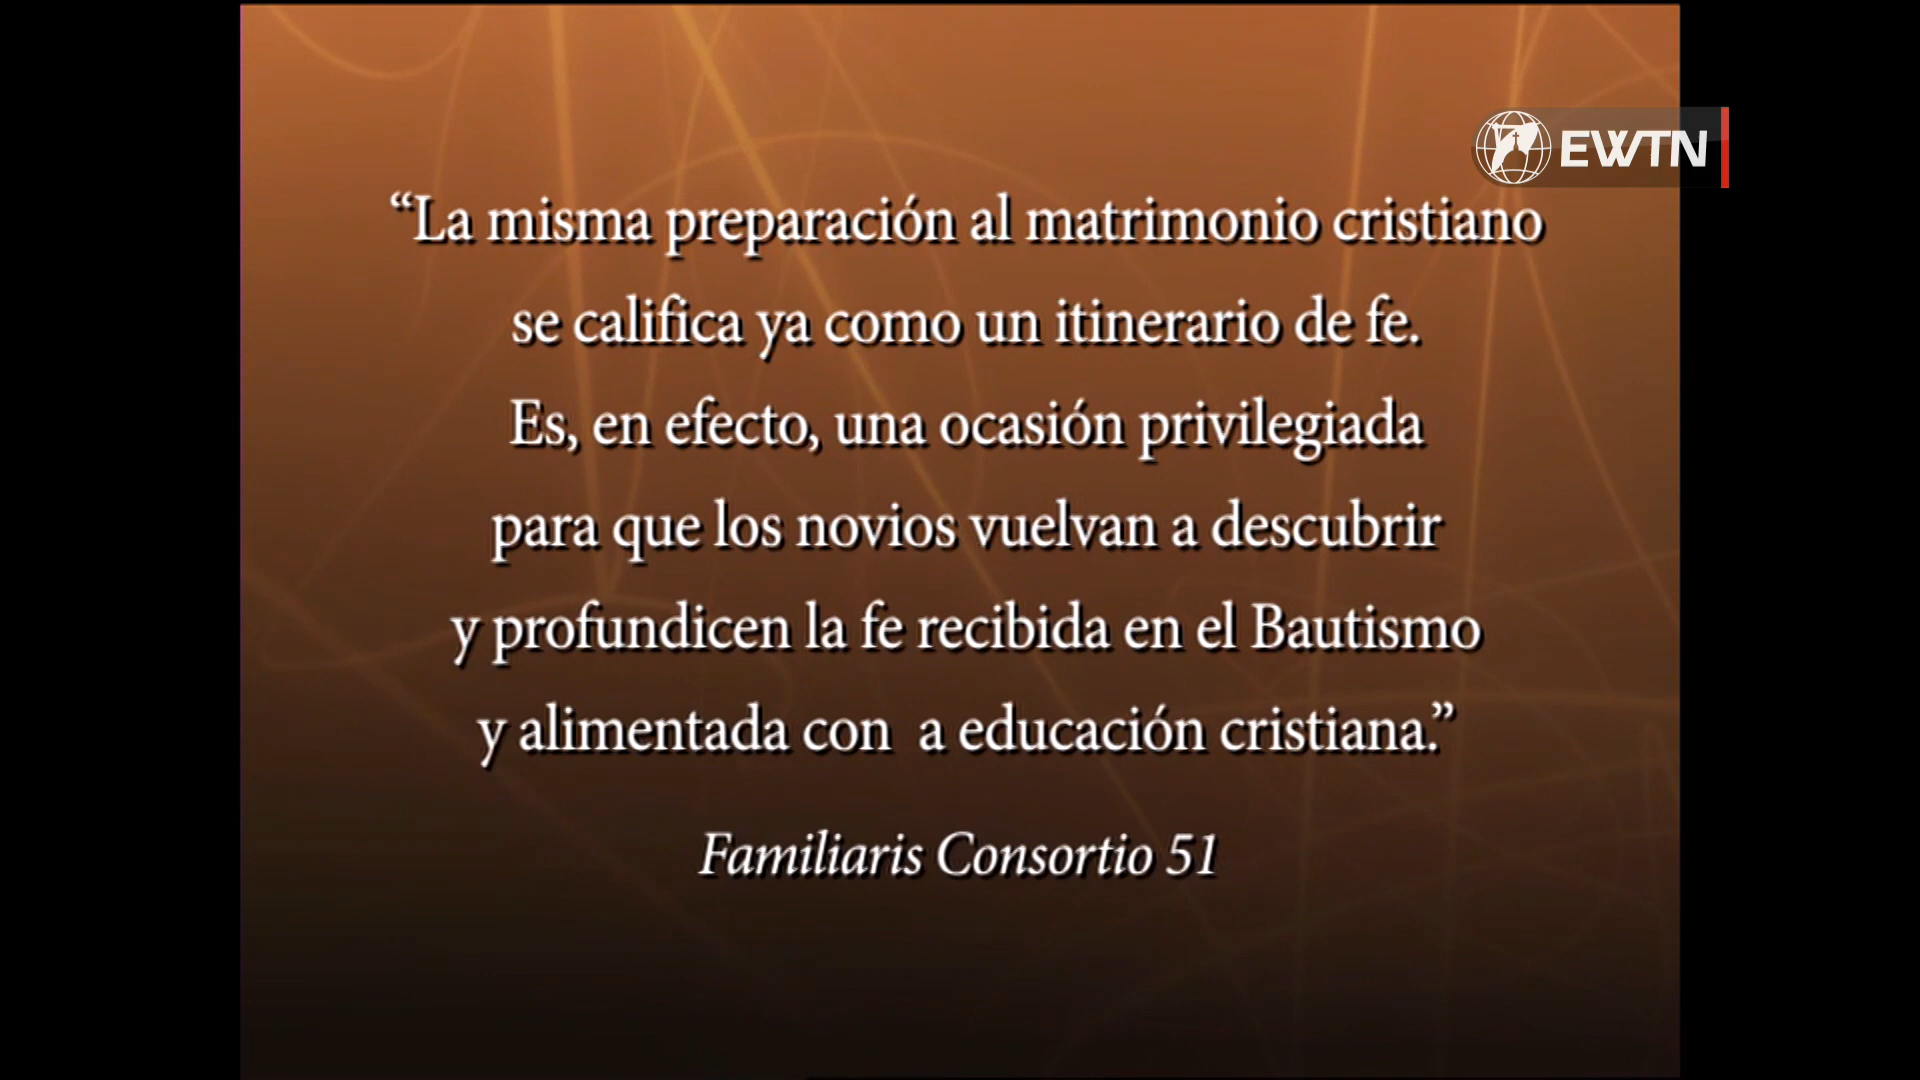 EWTN
“La misma preparación al matrimonio cristiano
se califica ya como un itinerario de fe.
Es, en efecto, una ocasión privilegiada
para que los novios vuelvan a descubrir
y profundicen la fe recibida en el Bautismo
y alimentada con  a educación cristiana.”
Familiaris Consortio 51